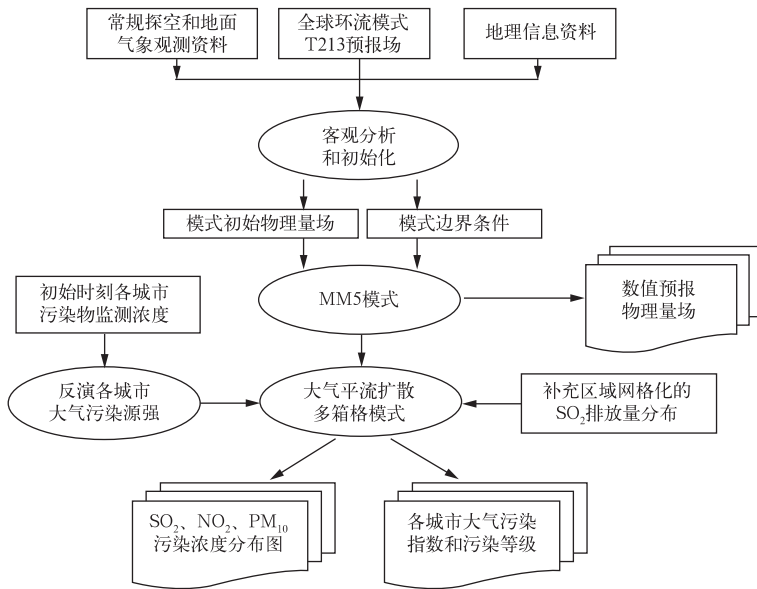 常规探空和地面
气象观测资料
全球环流模式
T213预报场
地理信息资料
客观分析
和初始化
模式初始物理量场
模式边界条件
初始时刻各城市
污染物监测浓度
MM5模式
数值预报
物理量场
反演各城市
大气污染源强
大气平流扩散
多箱格模式
补充区域网格化的
SO₂排放量分布
SO₂、NO₂、PM₁₀
污染浓度分布图
各城市大气污染
指数和污染等级